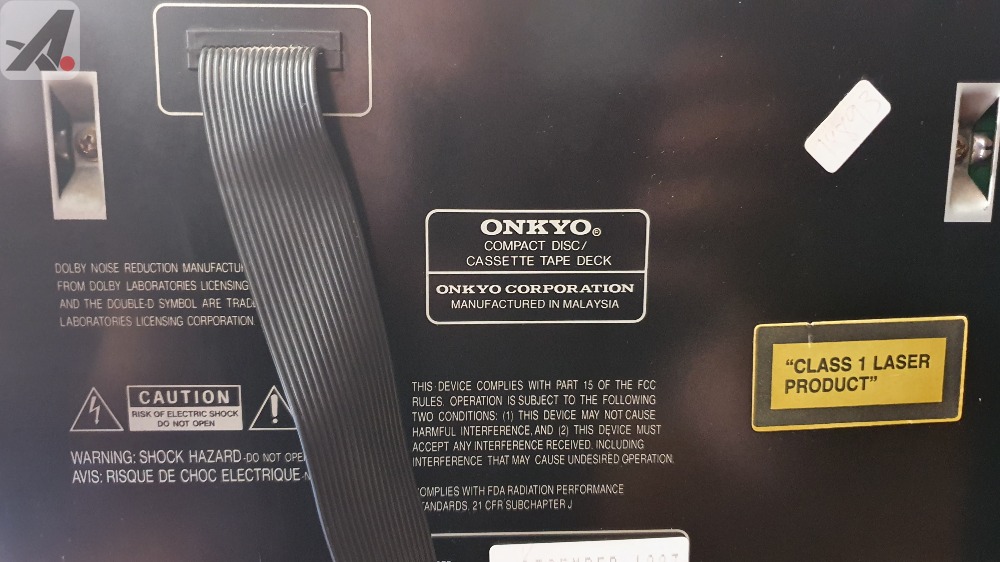 ONKYO®
COMPACT DISC/
CASSETTE TAPE DECK
ONKYO CORPORATION
MANUFACTURED IN MALAYSIA
DOLBY NOISE REDUCTION
FROM DOLBY LABORATORIES LICENSING
AND THE DOUBLE-D SYMBOL ARE
LABORATORIES LICENSING CORPORATION
"CLASS 1 LASER
PRODUCT"
CAUTION
RISK OF ELECTRIC SHOCK
DO NOT OPEN
WARNING: SHOCK HAZARD-DO NOT
AVIS: RISQUE DE CHOC ELECTRIQUE-
THIS DEVICE COMPLIES WITH PART 15 OF THE FCC
RULES. OPERATION IS SUBJECT TO THE FOLLOWING
TWO CONDITIONS: (1) THIS DEVICE MAY NOT CAUSE
HARMFUL INTERFERENCE, AND (2) THIS DEVICE MUST
ACCEPT ANY INTERFERENCE RECEIVED, INCLUDING
INTERFERENCE THAT MAY CAUSE UNDESIRED OPERATION.
WITH FDA RADIATION PERFORMANCE
21 CFR SUBCHAPTER J